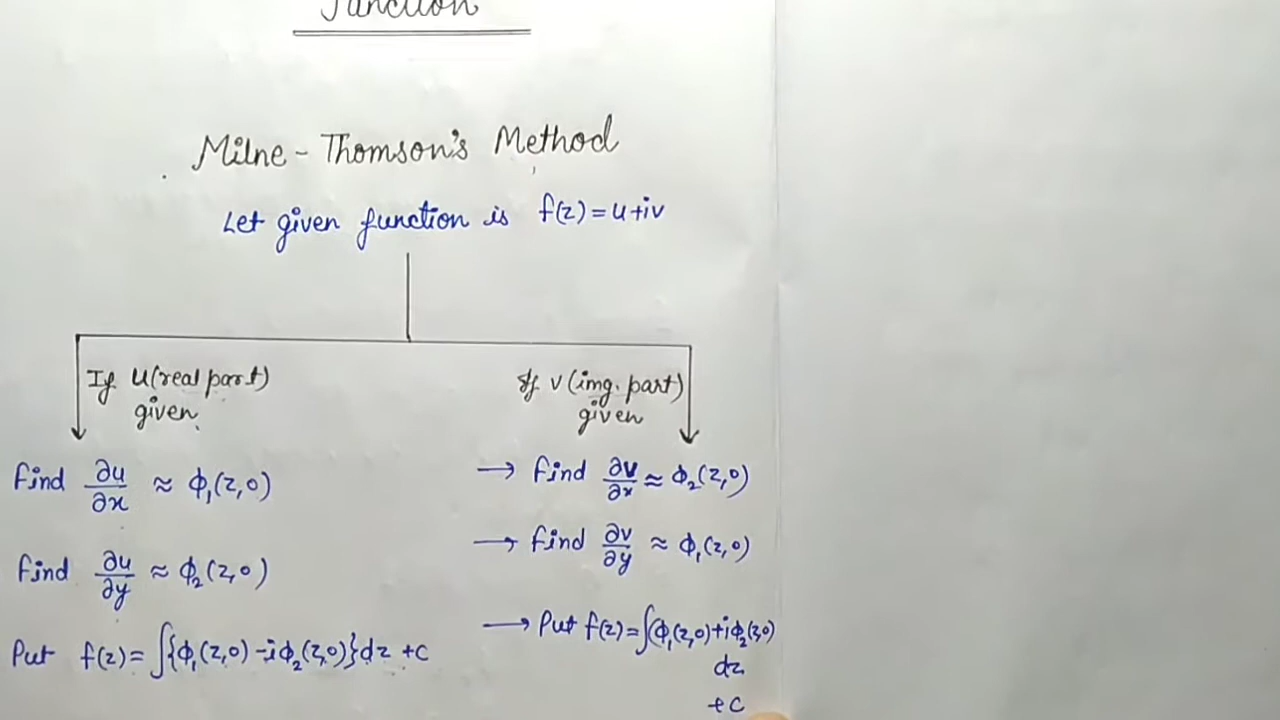 Function
Milne-Thomson's Method
Let given function is f(z)=u+iv
If u(real part)
given
Find ∂u/∂x ≈ ϕ₁(z,0)
Find ∂u/∂y ≈ ϕ₂(z,0)
Put f(z)=∫{ϕ₁(z,0)-iϕ₂(z,0)}dz +c
If v(img. part)
given
→ Find ∂v/∂x ≈ ϕ₂(z,0)
→ Find ∂v/∂y ≈ ϕ₁(z,0)
→ Put f(z)=∫(ϕ₁(z,0)+iϕ₂(z,0)
dz
+c